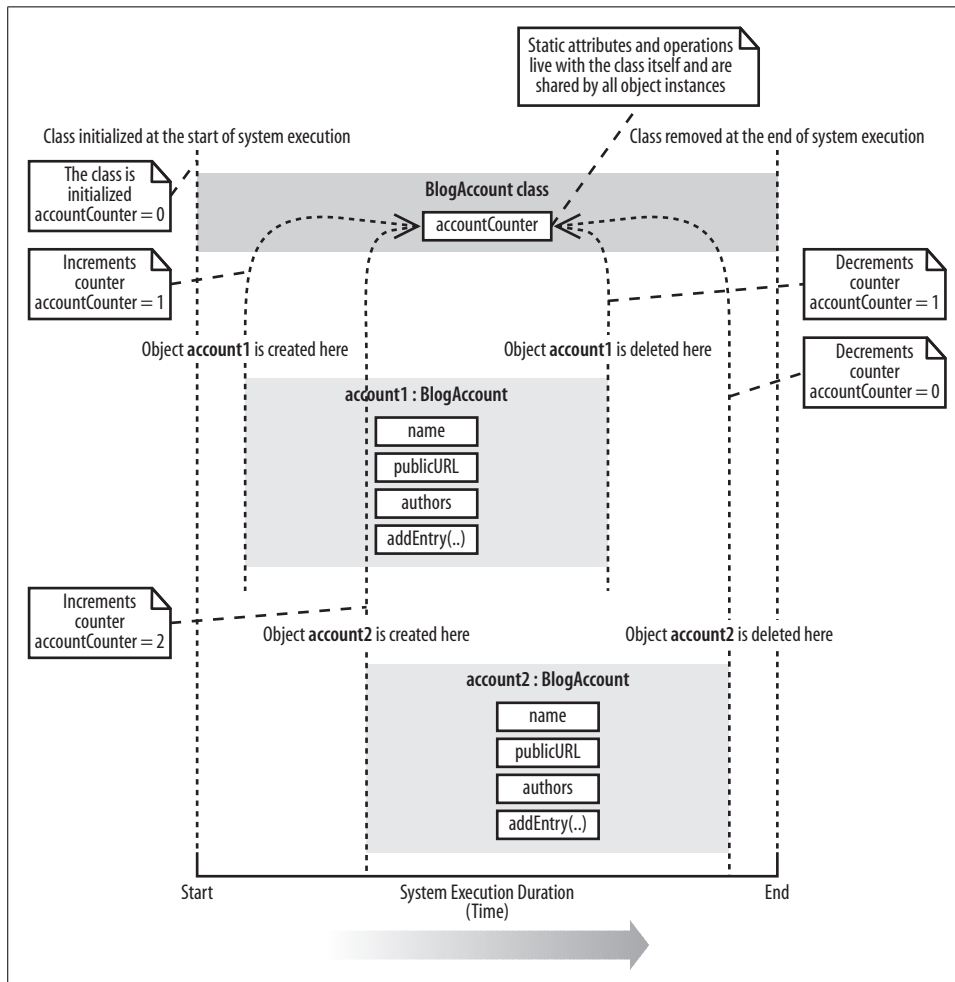 Static attributes and operations
live with the class itself and are
shared by all object instances
Class initialized at the start of system execution
Class removed at the end of system execution
The class is
initialized
accountCounter = 0
BlogAccount class
accountCounter
Increments
counter
accountCounter = 1
Decrements
counter
accountCounter = 1
Object account1 is created here
Object account1 is deleted here
Decrements
counter
accountCounter = 0
account1 : BlogAccount
name
publicURL
authors
addEntry(..)
Increments
counter
accountCounter = 2
Object account2 is created here
Object account2 is deleted here
account2 : BlogAccount
name
publicURL
authors
addEntry(..)
Start
System Execution Duration
(Time)
End